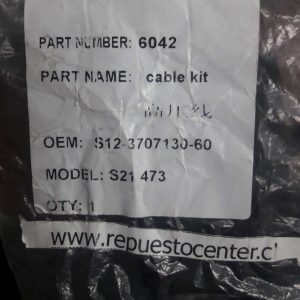 PART NUMBER: 6042
PART NAME: cable kit
OEM: S12-3707130-60
MODEL: S21 473
QTY: 1
www.repuestocenter.cl